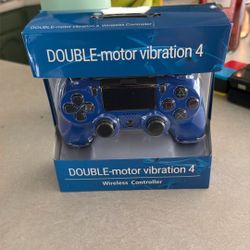 DOUBLE-motor vibration 4
DOUBLE-motor vibration 4 Wireless Controller
DOUBLE-motor vibration 4
Wireless Controller